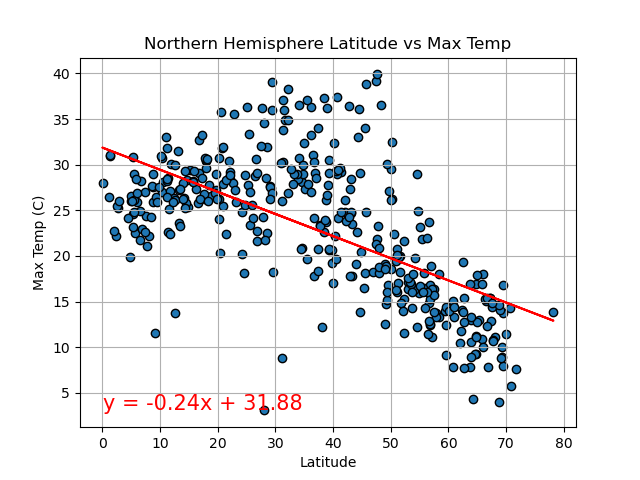 Northern Hemisphere Latitude vs Max Temp
40
35
30
25
20
15
10
5
Max Temp (C)
y = -0.24x + 31.88
0 10 20 30 40 50 60 70 80
Latitude